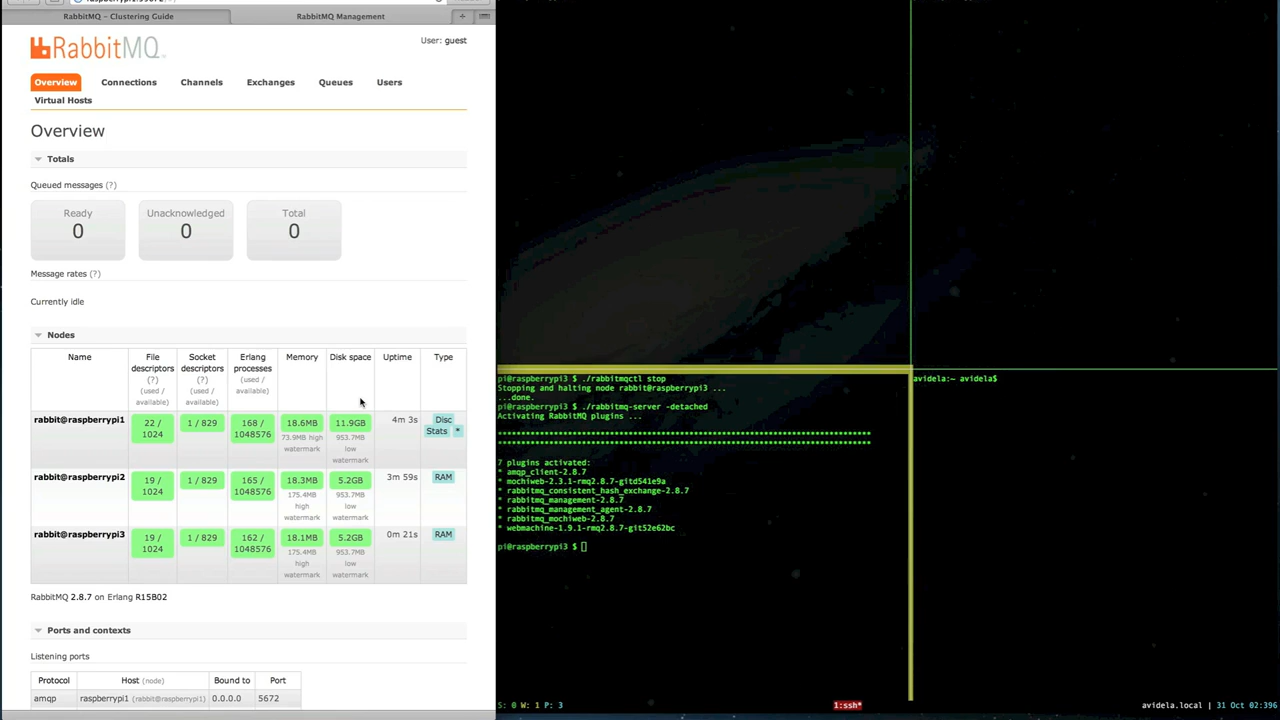 RabbitMQ – Clustering Guide
RabbitMQ Management
RabbitMQ
User: guest
Overview
Connections
Channels
Exchanges
Queues
Users
Virtual Hosts
Overview
Totals
Queued messages (?)
Ready
Unacknowledged
Total
0
0
0
Message rates (?)
Currently idle
Nodes
Name
File descriptors (?) (used / available)
Socket descriptors (?) (used / available)
Erlang processes (used / available)
Memory
Disk space
Uptime
Type
rabbit@raspberrypi1
22 / 1024
1 / 829
168 / 1048576
18.6MB
73.9MB high watermark
11.9GB
953.7MB low watermark
4m 3s
Disc
Stats *
rabbit@raspberrypi2
19 / 1024
1 / 829
165 / 1048576
18.3MB
175.4MB high watermark
5.2GB
953.7MB low watermark
3m 59s
RAM
rabbit@raspberrypi3
19 / 1024
1 / 829
162 / 1048576
18.1MB
175.4MB high watermark
5.2GB
953.7MB low watermark
0m 21s
RAM
RabbitMQ 2.8.7 on Erlang R15B02
Ports and contexts
Listening ports
Protocol
Host (node)
Bound to
Port
amqp
raspberrypi1 (rabbit@raspberrypi1)
0.0.0.0
5672
pi@raspberrypi3 $ ./rabbitmqctl stop
Stopping and halting node rabbit@raspberrypi3 ...
...done.
pi@raspberrypi3 $ ./rabbitmq-server -detached
Activating RabbitMQ plugins ...
********************************************************************************
********************************************************************************
7 plugins activated:
* amqp_client-2.8.7
* mochiweb-2.3.1-rmq2.8.7-gitd541e9a
* rabbitmq_consistent_hash_exchange-2.8.7
* rabbitmq_management-2.8.7
* rabbitmq_management_agent-2.8.7
* rabbitmq_mochiweb-2.8.7
* webmachine-1.9.1-rmq2.8.7-git52e62bc
pi@raspberrypi3 $
avidela:~ avidela$
S: 0 W: 1 P: 3
1:ssh*
avidela.local | 31 Oct 02:396